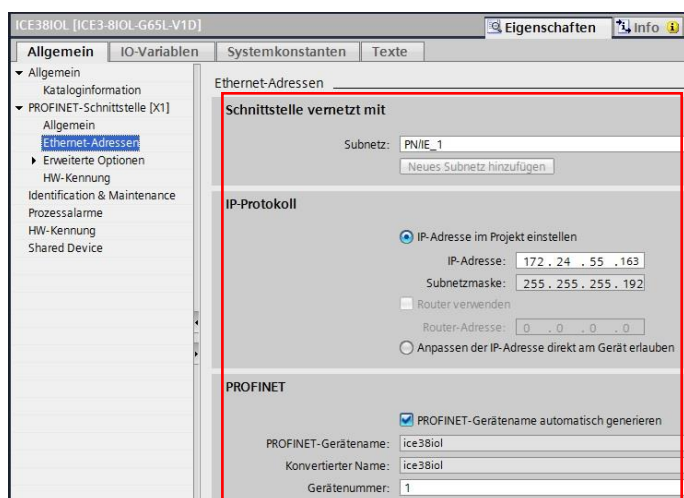 ICE38IOL [ICE3-8IOL-G65L-V1D]
Eigenschaften
Info
Allgemein
IO-Variablen
Systemkonstanten
Texte
Allgemein
Kataloginformation
PROFINET-Schnittstelle [X1]
Allgemein
Ethernet-Adressen
Erweiterte Optionen
HW-Kennung
Identification & Maintenance
Prozessalarme
HW-Kennung
Shared Device
Ethernet-Adressen
Schnittstelle vernetzt mit
Subnetz: PN/IE_1
Neues Subnetz hinzufügen
IP-Protokoll
IP-Adresse im Projekt einstellen
IP-Adresse: 172 . 24 . 55 . 163
Subnetzmaske: 255 . 255 . 255 . 192
Router verwenden
Router-Adresse: 0 . 0 . 0 . 0
Anpassen der IP-Adresse direkt am Gerät erlauben
PROFINET
PROFINET-Gerätename automatisch generieren
PROFINET-Gerätename: ice38iol
Konvertierter Name: ice38iol
Gerätenummer: 1